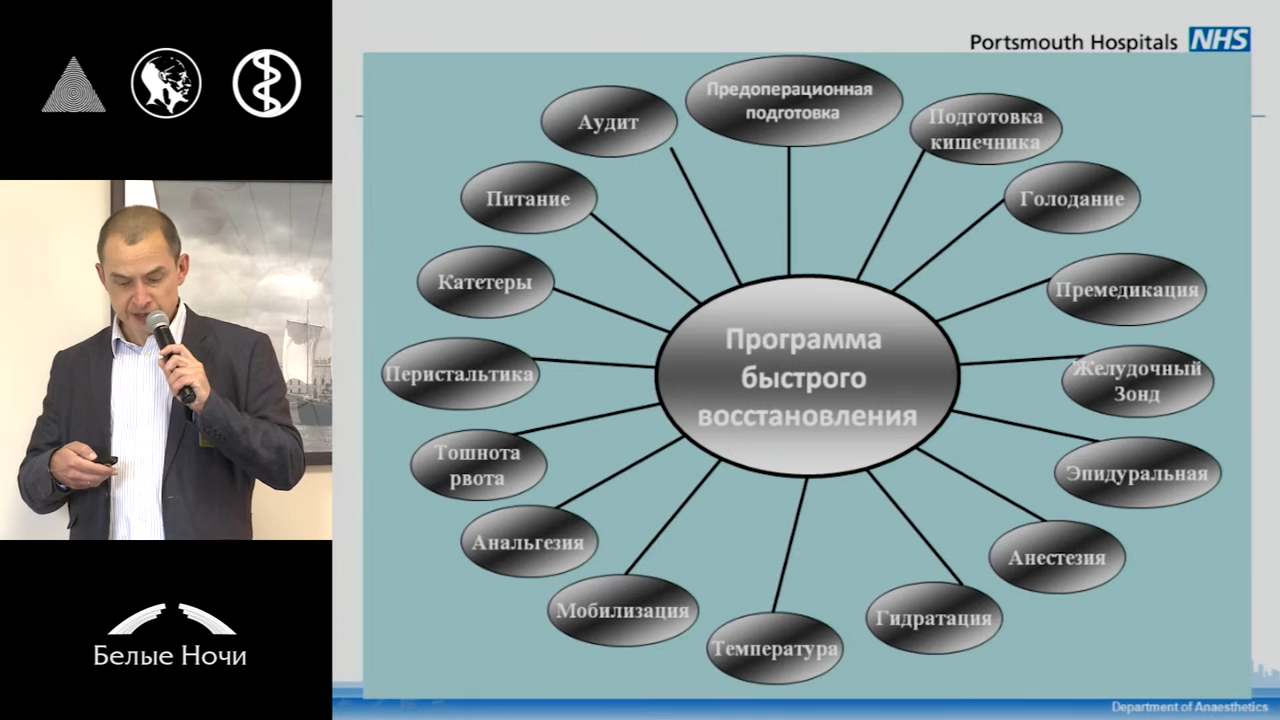 Portsmouth Hospitals NHS
Предоперационная
подготовка
Подготовка
кишечника
Голодание
Премедикация
Желудочный
Зонд
Эпидуральная
Анестезия
Гидратация
Температура
Мобилизация
Анальгезия
Тошнота
рвота
Перистальтика
Катетеры
Питание
Аудит
Программа
быстрого
восстановления
Белые Ночи
Department of Anaesthetics